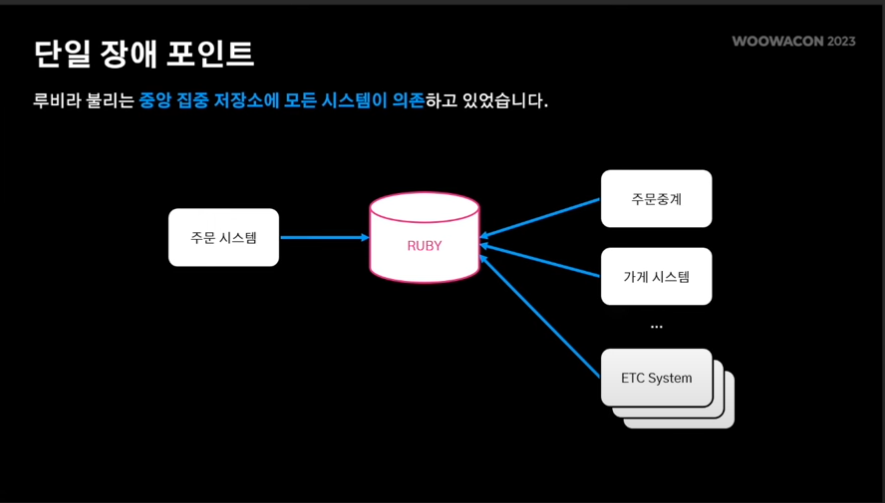 단일 장애 포인트
WOOWACON 2023
루비라 불리는 중앙 집중 저장소에 모든 시스템이 의존하고 있었습니다.
주문 시스템
RUBY
주문중계
가게 시스템
...
ETC System